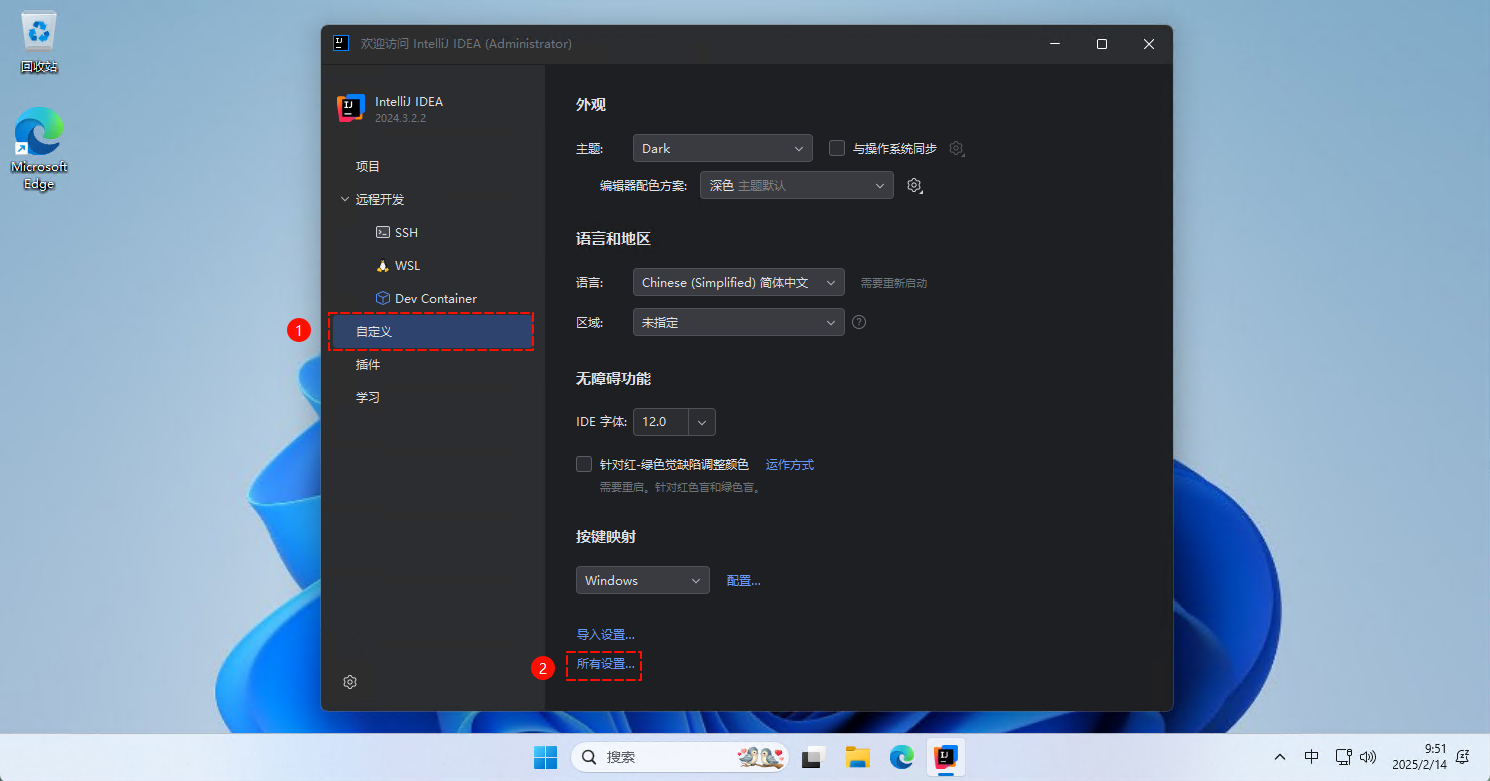 回收站
Microsoft
Edge
欢迎访问 IntelliJ IDEA (Administrator)
IntelliJ IDEA
2024.3.2.2
项目
远程开发
SSH
WSL
Dev Container
1
自定义
插件
学习
外观
主题: Dark 与操作系统同步
编辑器配色方案: 深色 主题默认
语言和地区
语言: Chinese (Simplified) 简体中文 需要重新启动
区域: 未指定 ?
无障碍功能
IDE 字体: 12.0
针对红-绿色觉缺陷调整颜色 运作方式
需要重启。针对红色盲和绿色盲。
按键映射
Windows 配置...
导入设置...
2 所有设置...
搜索
中
9:51
2025/2/14